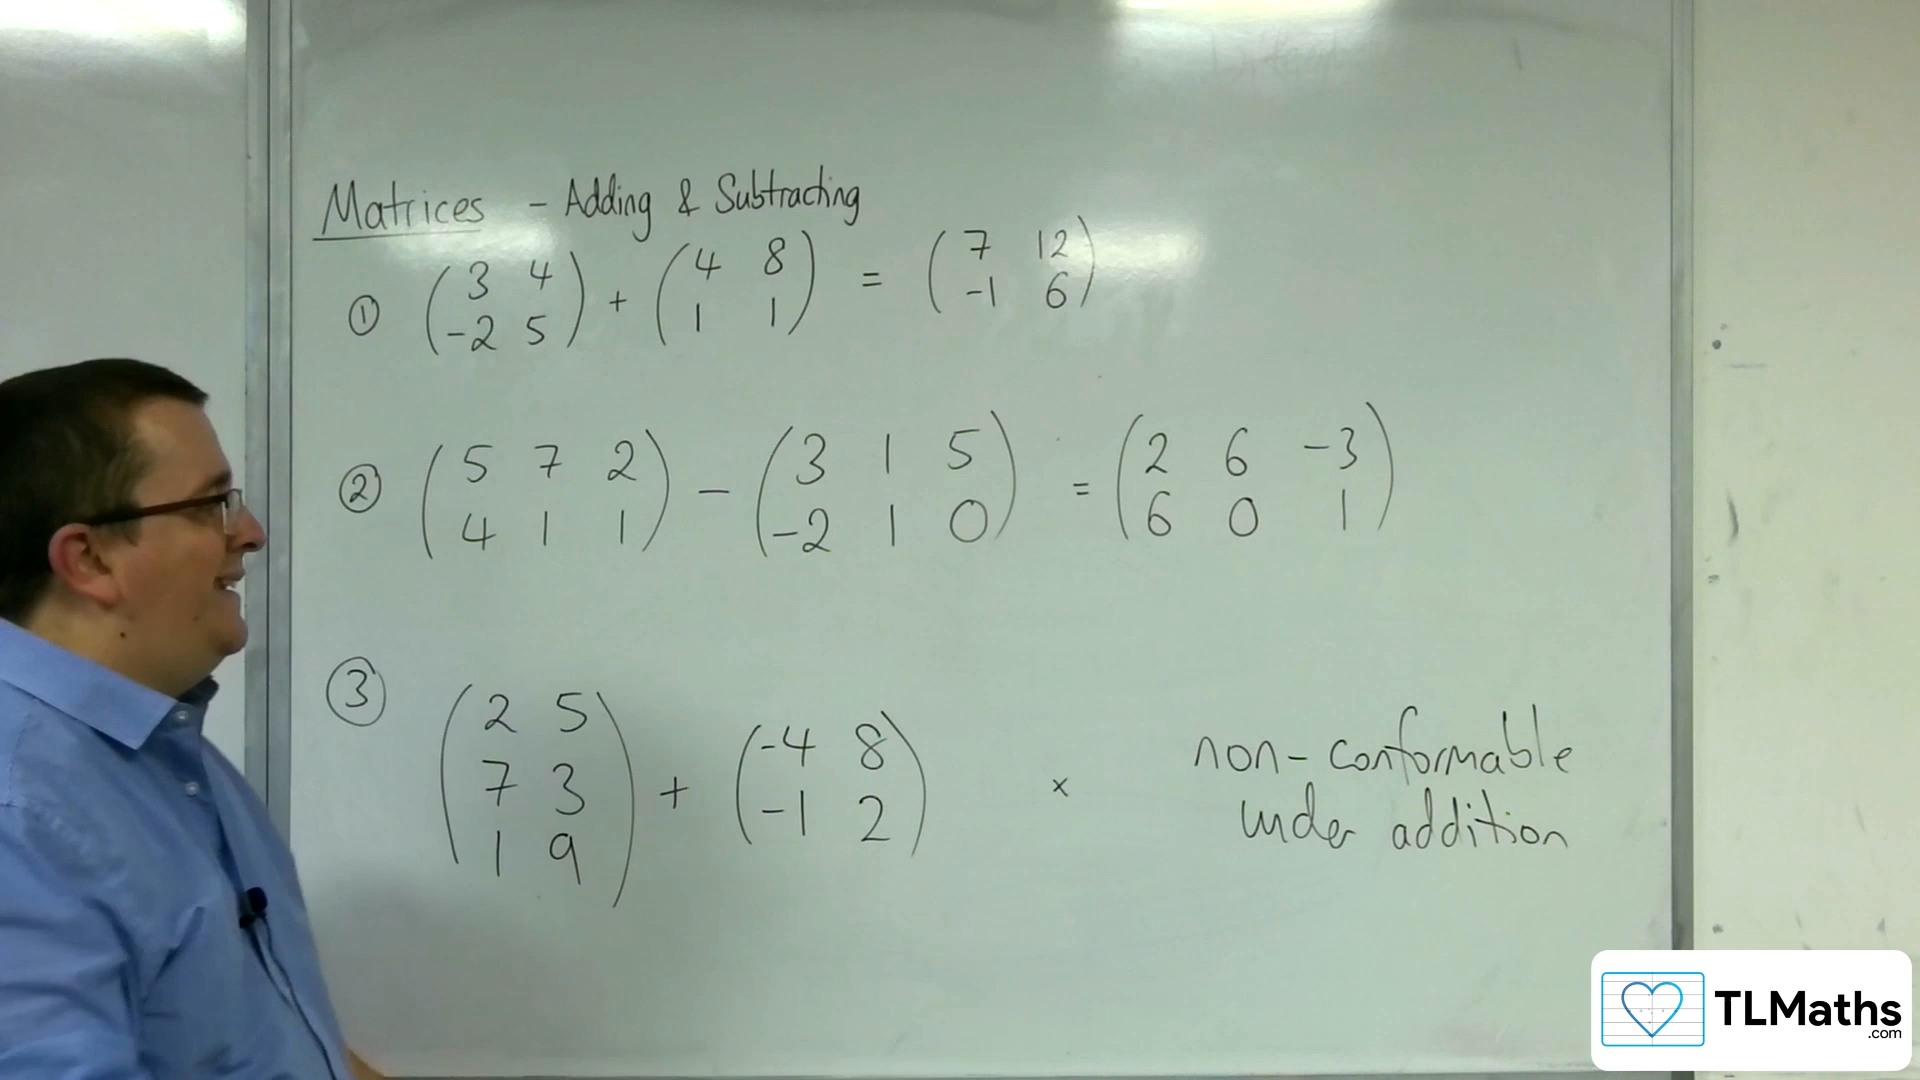 Matrices - Adding & Subtracting
① (3 4
-2 5) + (4 8
1 1) = (7 12
-1 6)
② (5 7 2
4 1 1) - (3 1 5
-2 1 0) = (2 6 -3
6 0 1)
③ (2 5
7 3
1 9) + (-4 8
-1 2) × non-conformable
under addition
TLMaths
.com